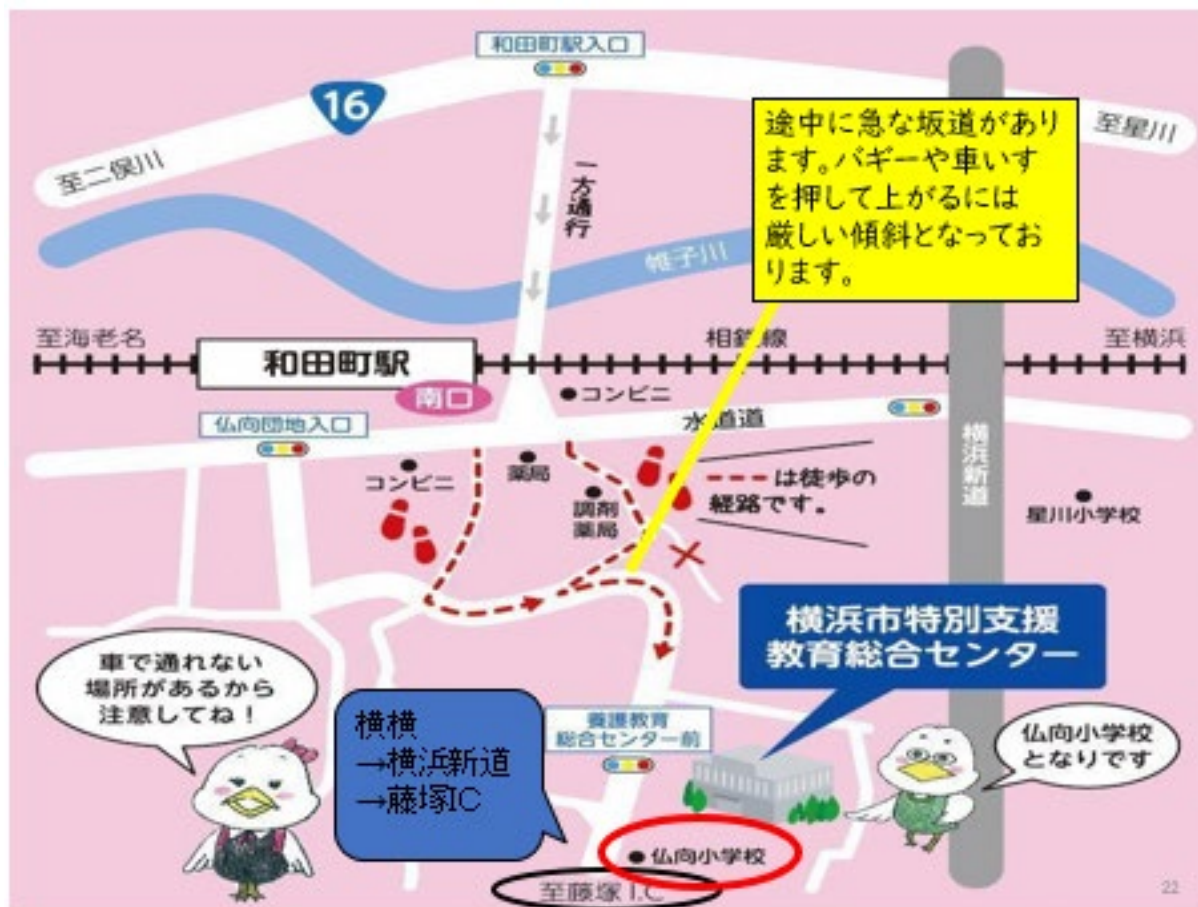 和田町駅入口
16
至二俣川
至星川
一方通行
途中に急な坂道があり
ます。バギーや車いす
を押して上がるには
厳しい傾斜となってお
ります。
帷子川
至海老名
和田町駅
相鉄線
至横浜
南口
コンビニ
仏向団地入口
水道道
横浜新道
コンビニ
薬局
調剤
薬局
---は徒歩の
経路です。
星川小学校
横浜市特別支援
教育総合センター
車で通れない
場所があるから
注意してね!
横横
→横浜新道
→藤塚IC
養護教育
総合センター前
仏向小学校
となりです
仏向小学校
至藤塚I.C
22